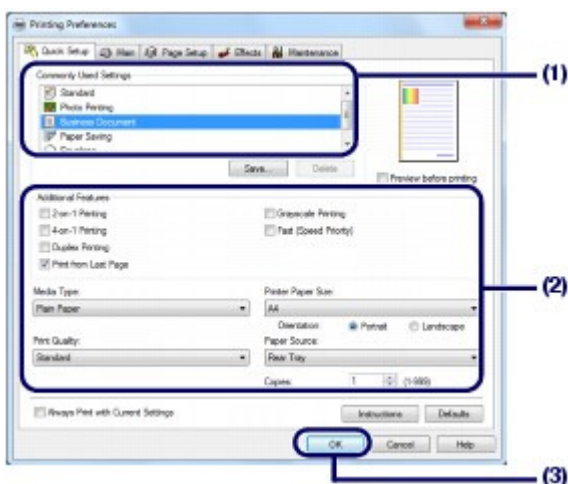 Printing Preferences
Quick Setup Main Page Setup Effects Maintenance
Commonly Used Settings
(1)
Standard
Photo Printing
Business Document
Paper Saving
Envelope
Save... Delete
Preview before printing
Additional Features
2-on-1 Printing Grayscale Printing
4-on-1 Printing Fast (Speed Priority)
Duplex Printing
Print from Last Page
(2)
Media Type: Printer Paper Size:
Plain Paper A4
Orientation: Portrait Landscape
Print Quality: Paper Source:
Standard Rear Tray
Copies: 1 (1-999)
Always Print with Current Settings Instructions Defaults
OK Cancel Help
(3)